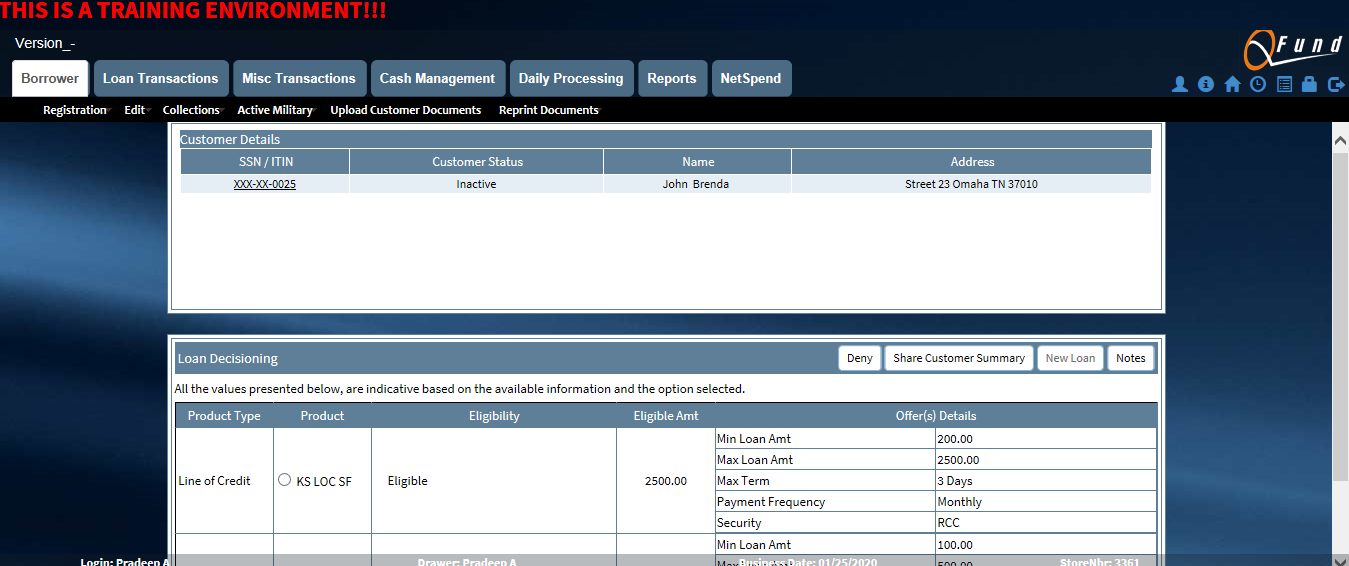 THIS IS A TRAINING ENVIRONMENT!!!
Version_-
QFund
Borrower Loan Transactions Misc Transactions Cash Management Daily Processing Reports NetSpend
Registration Edit Collections Active Military Upload Customer Documents Reprint Documents
Customer Details
SSN / ITIN Customer Status Name Address
XXX-XX-0025 Inactive John Brenda Street 23 Omaha TN 37010
Loan Decisioning Deny Share Customer Summary New Loan Notes
All the values presented below, are indicative based on the available information and the option selected.
Product Type Product Eligibility Eligible Amt Offer(s) Details
Min Loan Amt 200.00
Max Loan Amt 2500.00
Line of Credit KS LOC SF Eligible 2500.00 Max Term 3 Days
Payment Frequency Monthly
Security RCC
Min Loan Amt 100.00
Max Loan Amt 500.00
Login: Pradeep A Drawer: Pradeep A Business Date: 01/25/2020 StoreNbr: 3361